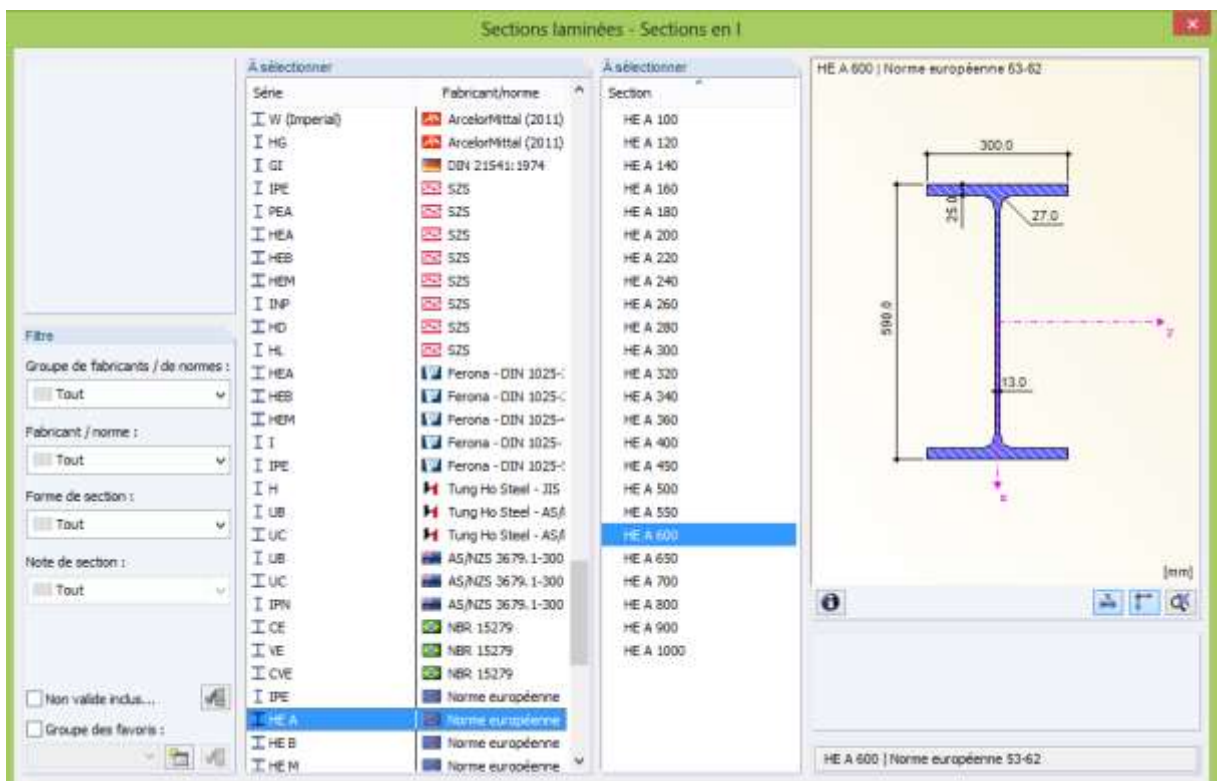 Sections laminées - Sections en I
Filtre
Groupe de fabricants / de normes :
Tout
Fabricant / norme :
Tout
Forme de section :
Tout
Note de section :
Tout
Non valide inclus...
Groupe des favoris :
À sélectionner
Série Fabricant/norme
W (Imperial) ArcelorMittal (2011)
HG ArcelorMittal (2011)
GI DIN 21541:1974
IPE SZS
PEA SZS
HEA SZS
HEB SZS
HEM SZS
INP SZS
HD SZS
HL SZS
HEA Ferona - DIN 1025-
HEB Ferona - DIN 1025-
HEM Ferona - DIN 1025-
I Ferona - DIN 1025-
IPE Ferona - DIN 1025-
H Tung Ho Steel - JIS
UB Tung Ho Steel - AS/
UC Tung Ho Steel - AS/
UB AS/NZS 3679.1-300
UC AS/NZS 3679.1-300
IPN AS/NZS 3679.1-300
CE NBR 15279
VE NBR 15279
CVE NBR 15279
IPE Norme européenne
HE A Norme européenne
HE B Norme européenne
HE M Norme européenne
À sélectionner
Section
HE A 100
HE A 120
HE A 140
HE A 160
HE A 180
HE A 200
HE A 220
HE A 240
HE A 260
HE A 280
HE A 300
HE A 320
HE A 340
HE A 360
HE A 400
HE A 450
HE A 500
HE A 550
HE A 600
HE A 650
HE A 700
HE A 800
HE A 900
HE A 1000
HE A 600 | Norme européenne 53-62
300.0
25.0
27.0
590.0
13.0
[mm]
HE A 600 | Norme européenne 53-62